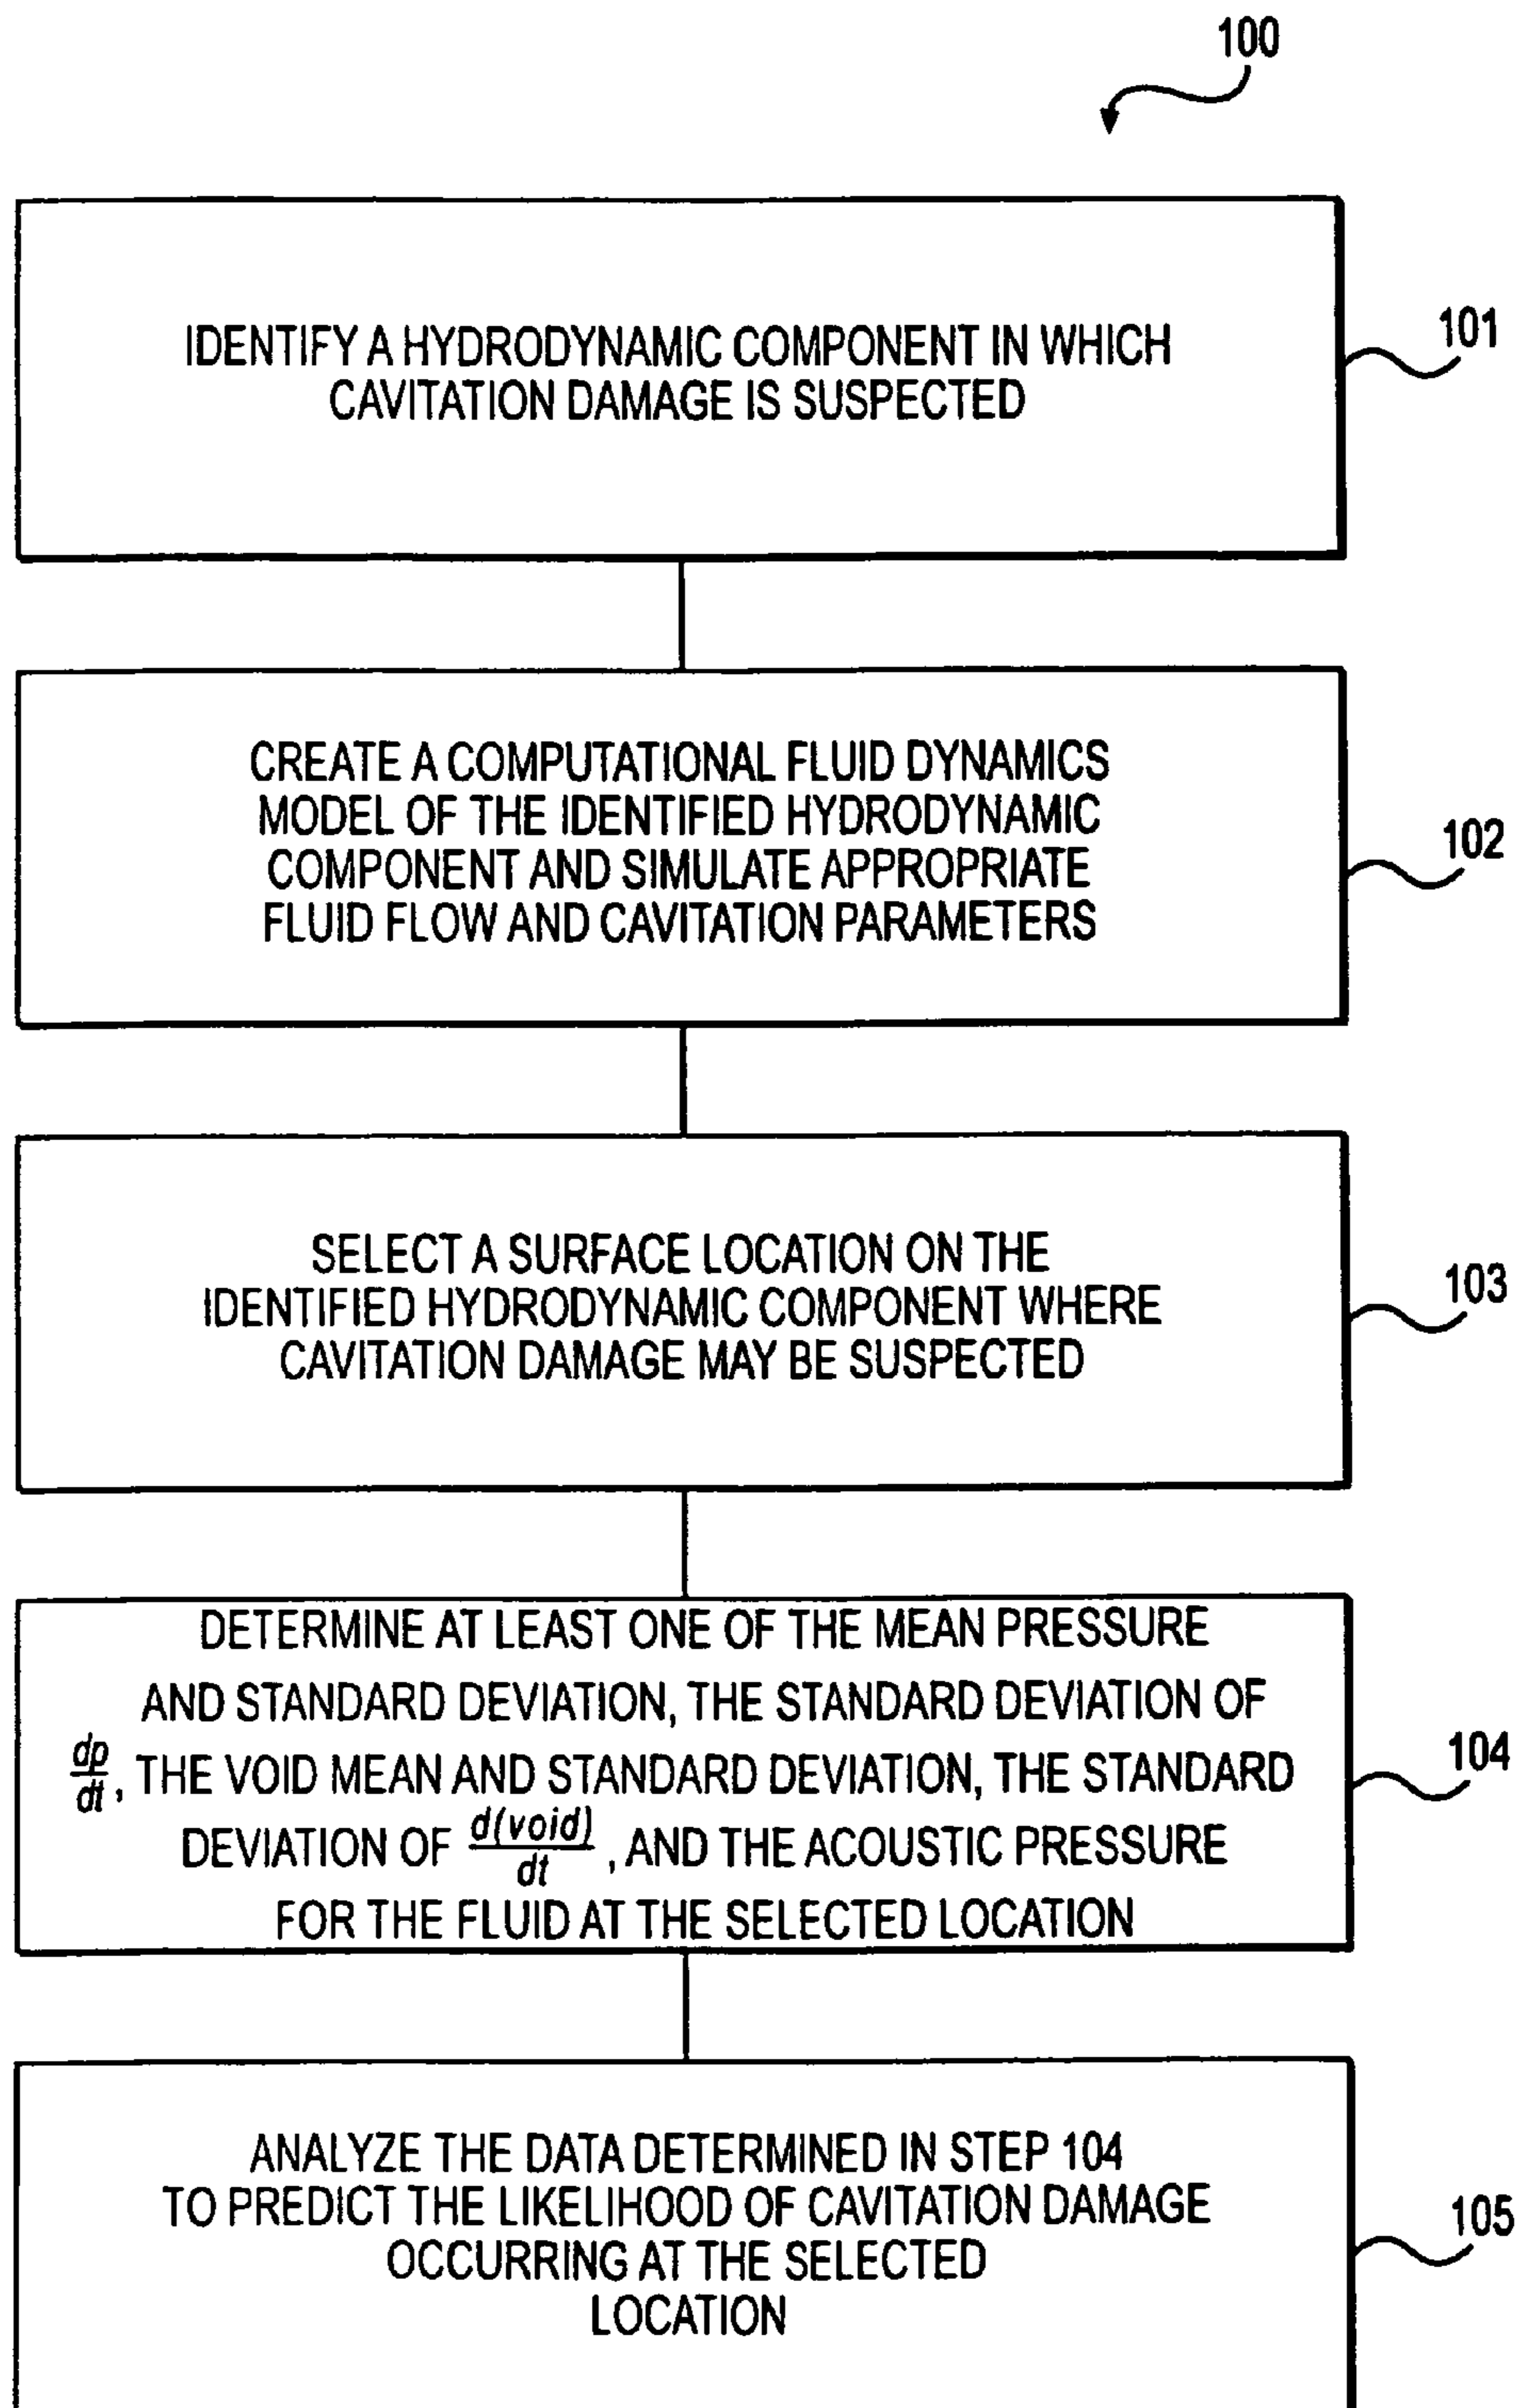 100
IDENTIFY A HYDRODYNAMIC COMPONENT IN WHICH
CAVITATION DAMAGE IS SUSPECTED
101
CREATE A COMPUTATIONAL FLUID DYNAMICS
MODEL OF THE IDENTIFIED HYDRODYNAMIC
COMPONENT AND SIMULATE APPROPRIATE
FLUID FLOW AND CAVITATION PARAMETERS
102
SELECT A SURFACE LOCATION ON THE
IDENTIFIED HYDRODYNAMIC COMPONENT WHERE
CAVITATION DAMAGE MAY BE SUSPECTED
103
DETERMINE AT LEAST ONE OF THE MEAN PRESSURE
AND STANDARD DEVIATION, THE STANDARD DEVIATION OF
dp/dt, THE VOID MEAN AND STANDARD DEVIATION, THE STANDARD
DEVIATION OF d(void)/dt, AND THE ACOUSTIC PRESSURE
FOR THE FLUID AT THE SELECTED LOCATION
104
ANALYZE THE DATA DETERMINED IN STEP 104
TO PREDICT THE LIKELIHOOD OF CAVITATION DAMAGE
OCCURRING AT THE SELECTED
LOCATION
105